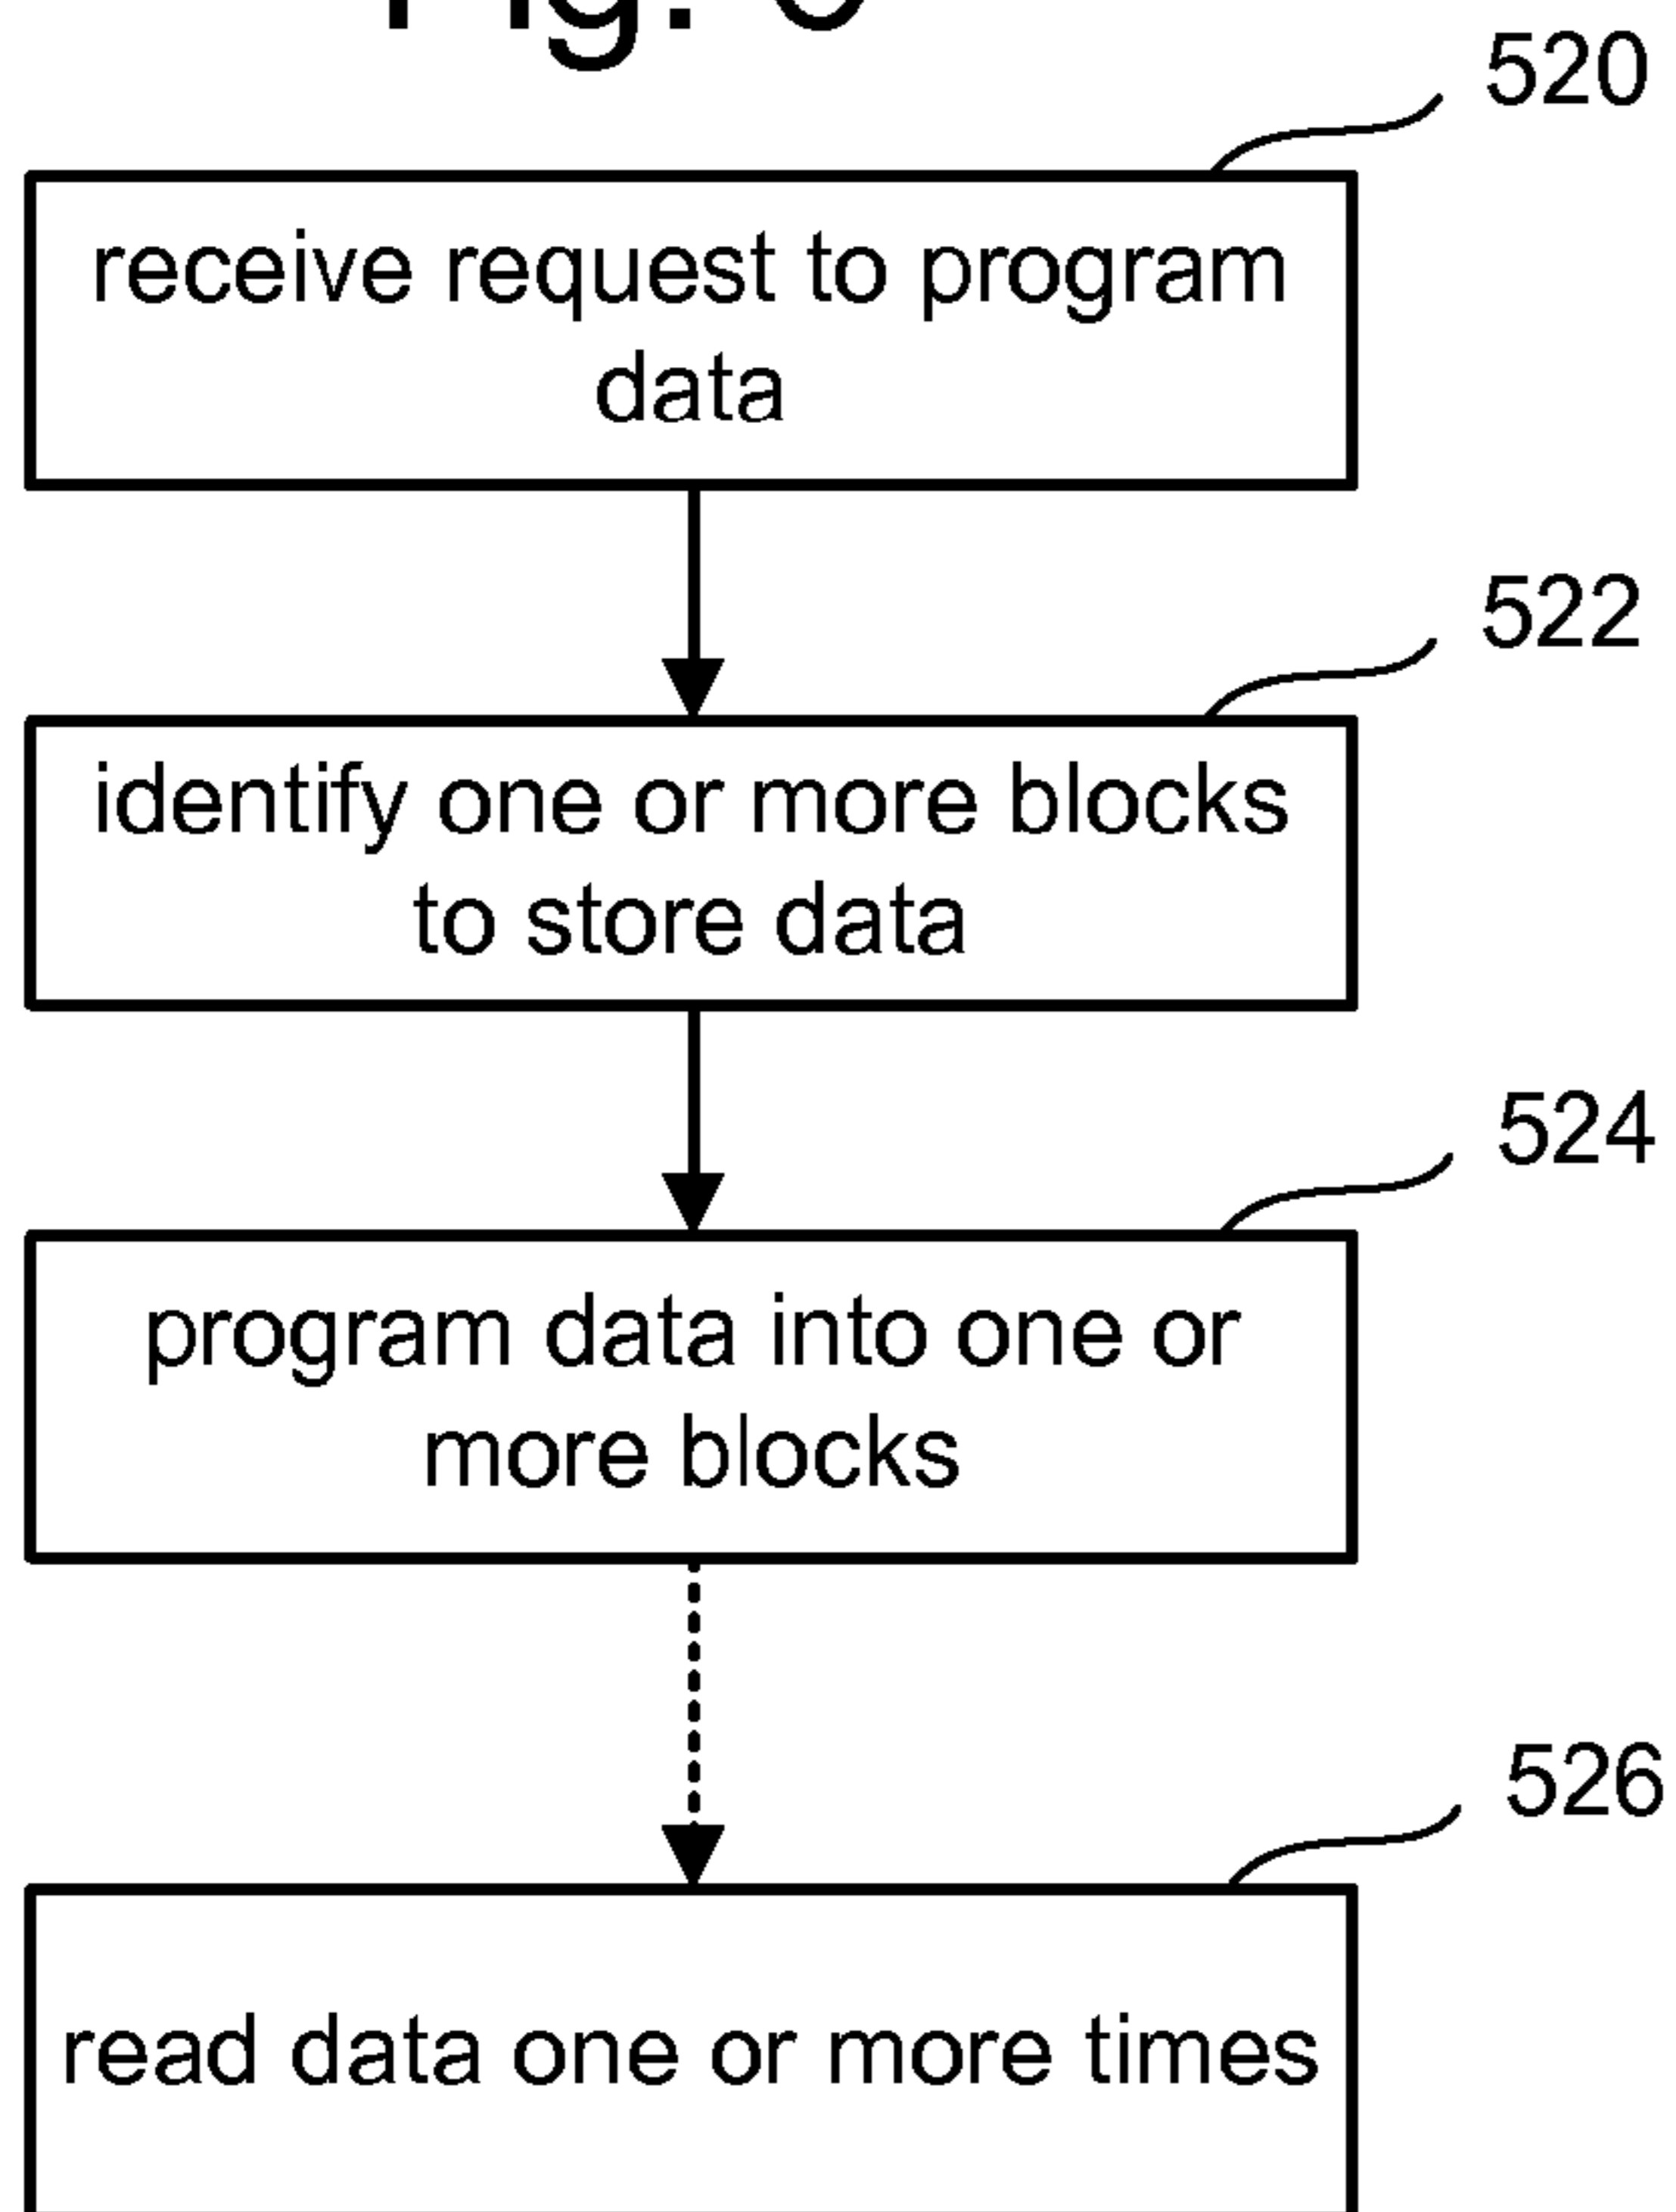 Fig.
520
receive request to program
data
522
identify one or more blocks
to store data
524
program data into one or
more blocks
526
read data one or more times